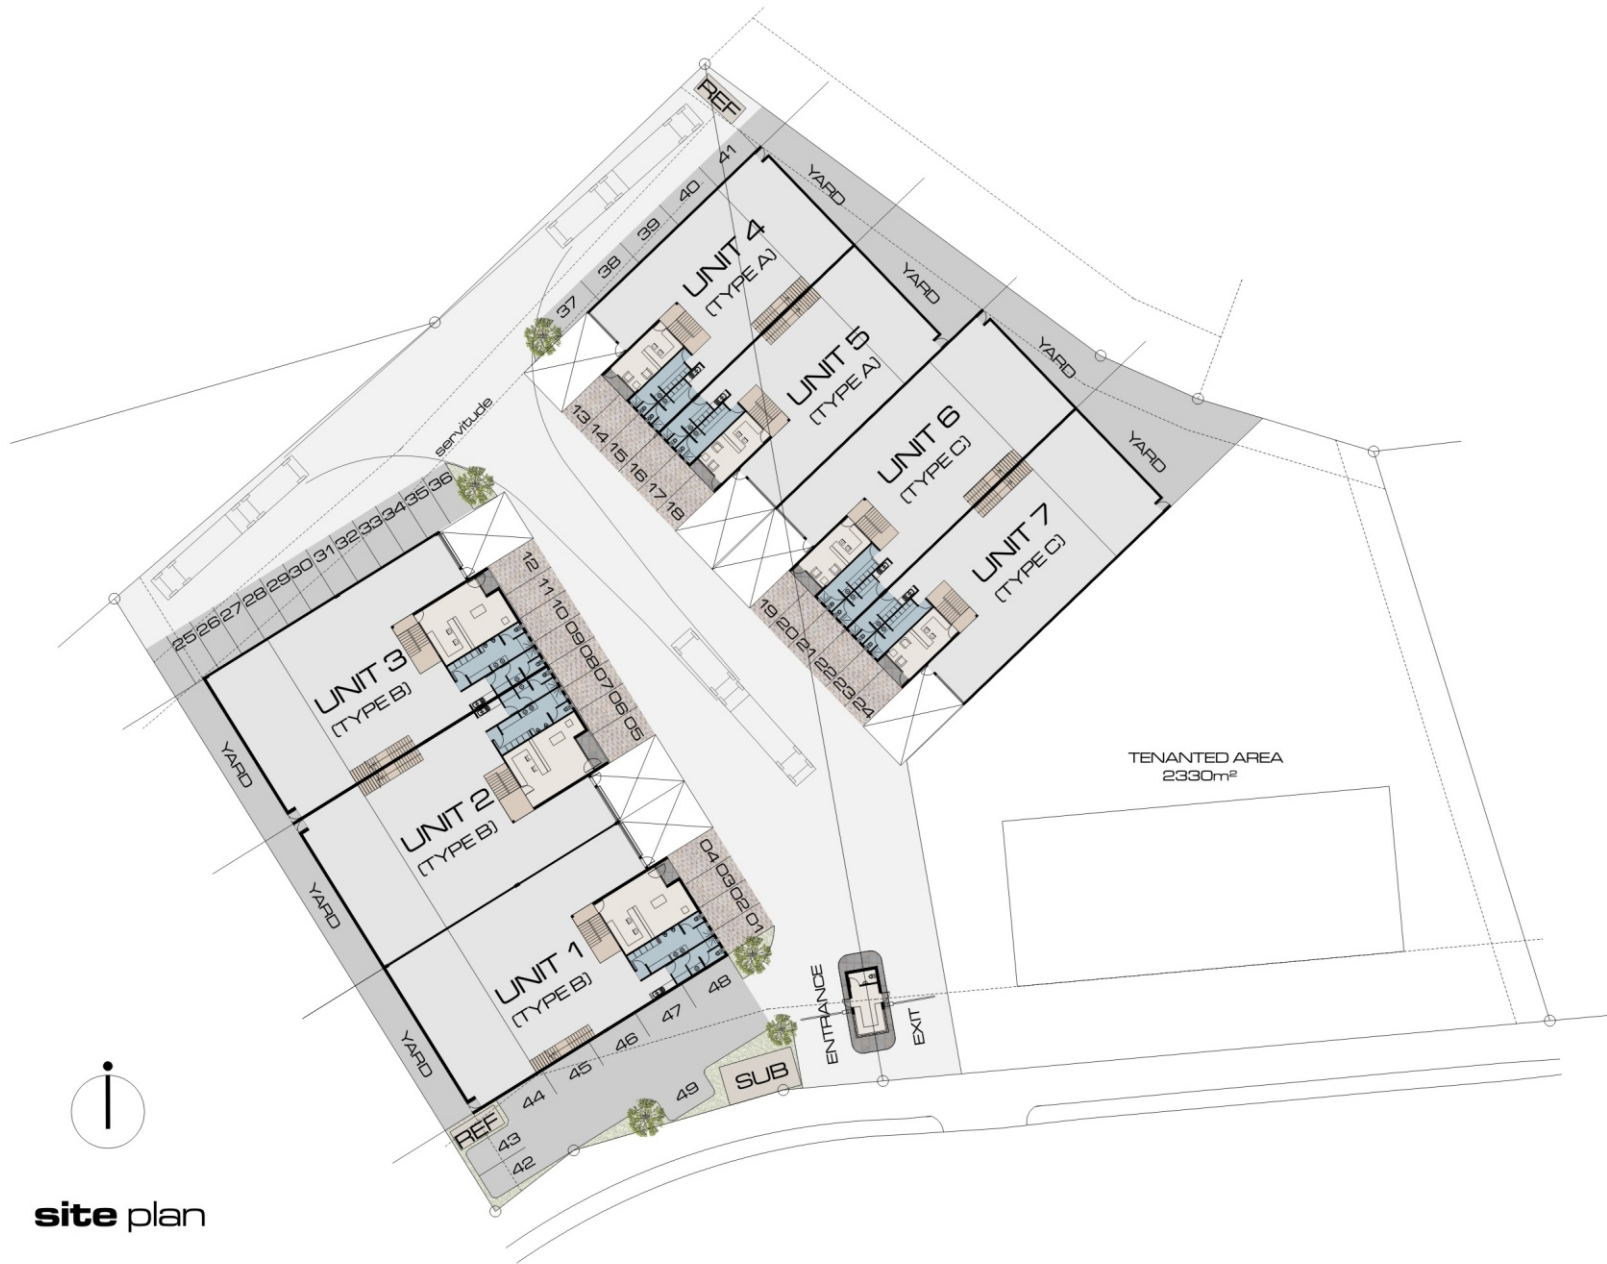 REF
41
40
39
38
37
YARD
YARD
YARD
YARD
UNIT 4
(TYPE A)
UNIT 5
(TYPE A)
UNIT 6
(TYPE C)
UNIT 7
(TYPE C)
13
14
15
16
17
18
19
20
21
22
23
24
servitude
25
26
27
28
29
30
31
32
33
34
35
36
12
11
10
09
08
07
06
05
UNIT 3
(TYPE B)
UNIT 2
(TYPE B)
UNIT 1
(TYPE B)
YARD
YARD
YARD
04
03
02
01
TENANTED AREA
2330m²
ENTRANCE
EXIT
48
47
46
45
44
49
SUB
REF
43
42
site plan